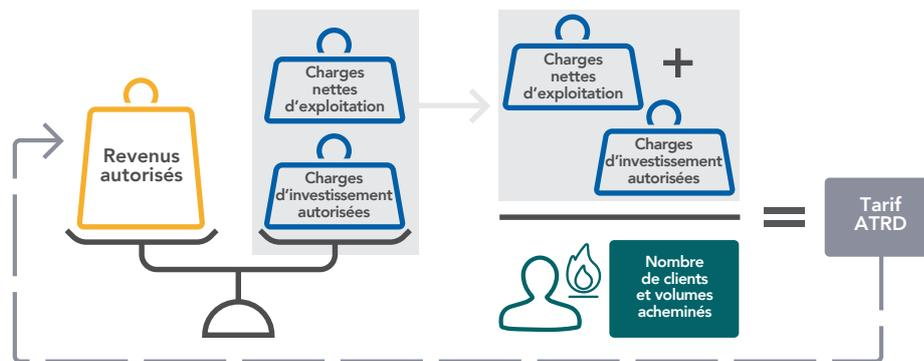 Revenus
autorisés
Charges
nettes
d'exploitation
Charges
d'investissement
autorisées
Charges
nettes
d'exploitation
+
Charges
d'investissement
autorisées
=
Tarif
ATRD
Nombre
de clients
et volumes
acheminés